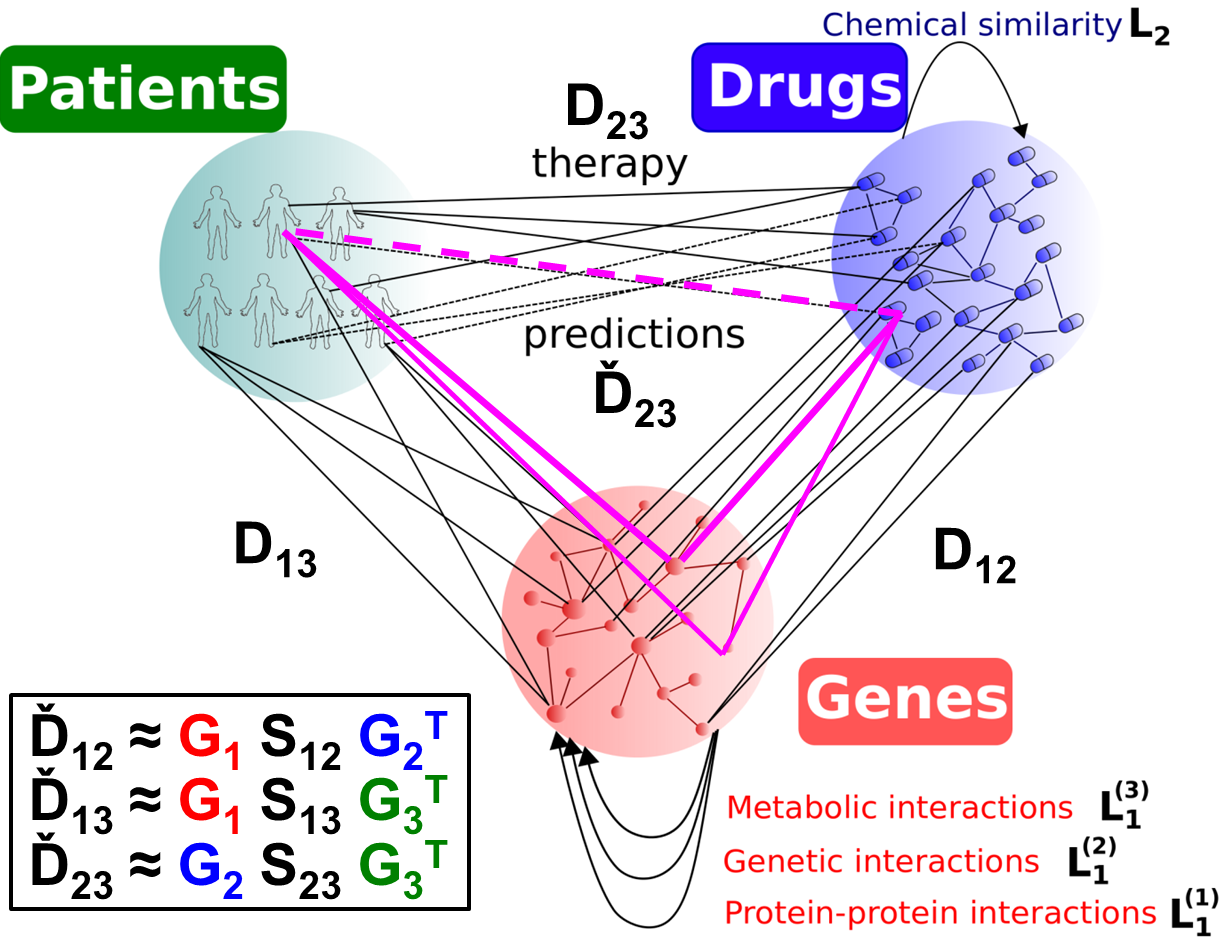 Chemical similarity L₂
Patients
Drugs
D₂₃
therapy
predictions
Ď₂₃
D₁₃
D₁₂
Genes
Ď₁₂ ≈ G₁ S₁₂ G₂ᵀ
Ď₁₃ ≈ G₁ S₁₃ G₃ᵀ
Ď₂₃ ≈ G₂ S₂₃ G₃ᵀ
Metabolic interactions L₁⁽³⁾
Genetic interactions L₁⁽²⁾
Protein-protein interactions L₁⁽¹⁾